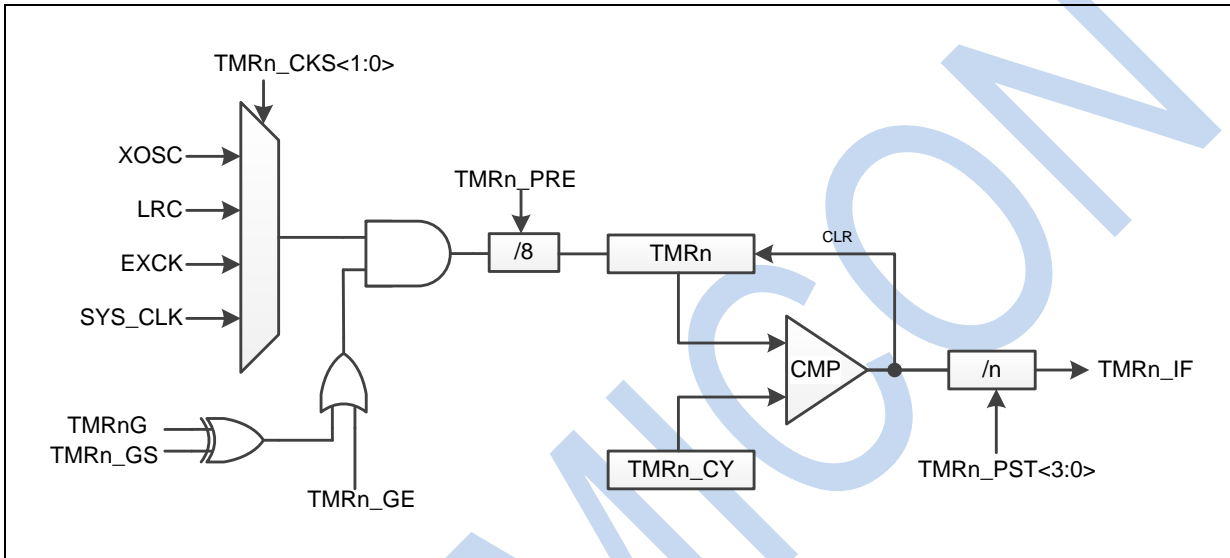 TMRn_CKS<1:0>
XOSC
LRC
EXCK
SYS_CLK
TMRn_PRE
/8
TMRn
CLR
CMP
/n
TMRn_IF
TMRnG
TMRn_GS
TMRn_GE
TMRn_CY
TMRn_PST<3:0>
MCON